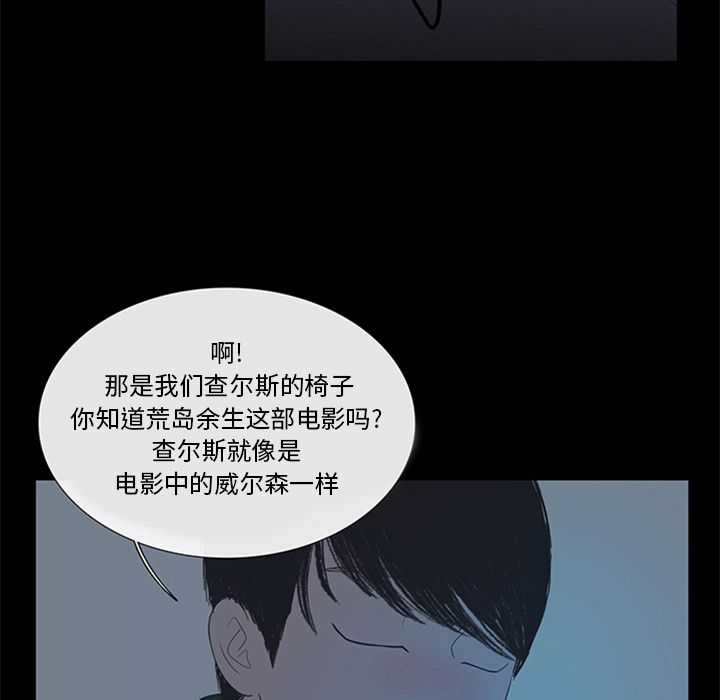 啊!
那是我们查尔斯的椅子
你知道荒岛余生这部电影吗?
查尔斯就像是
电影中的威尔森一样